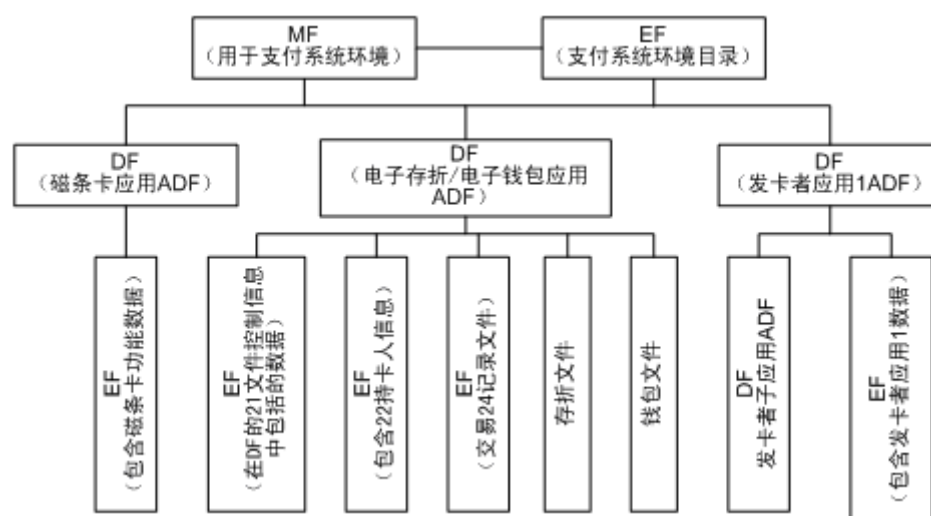 MF
（用于支付系统环境）
EF
（支付系统环境目录）
DF
（磁条卡应用ADF）
DF
（电子存折/电子钱包应用
ADF）
DF
（发卡者应用1ADF）
EF
（包含磁条卡功能数据）
EF
（在DF的21文件控制信息
中包括的数据）
EF
（包含22持卡人信息）
EF
（交易24记录文件）
存折文件
钱包文件
DF
发卡者子应用ADF
EF
（包含发卡者应用1数据）